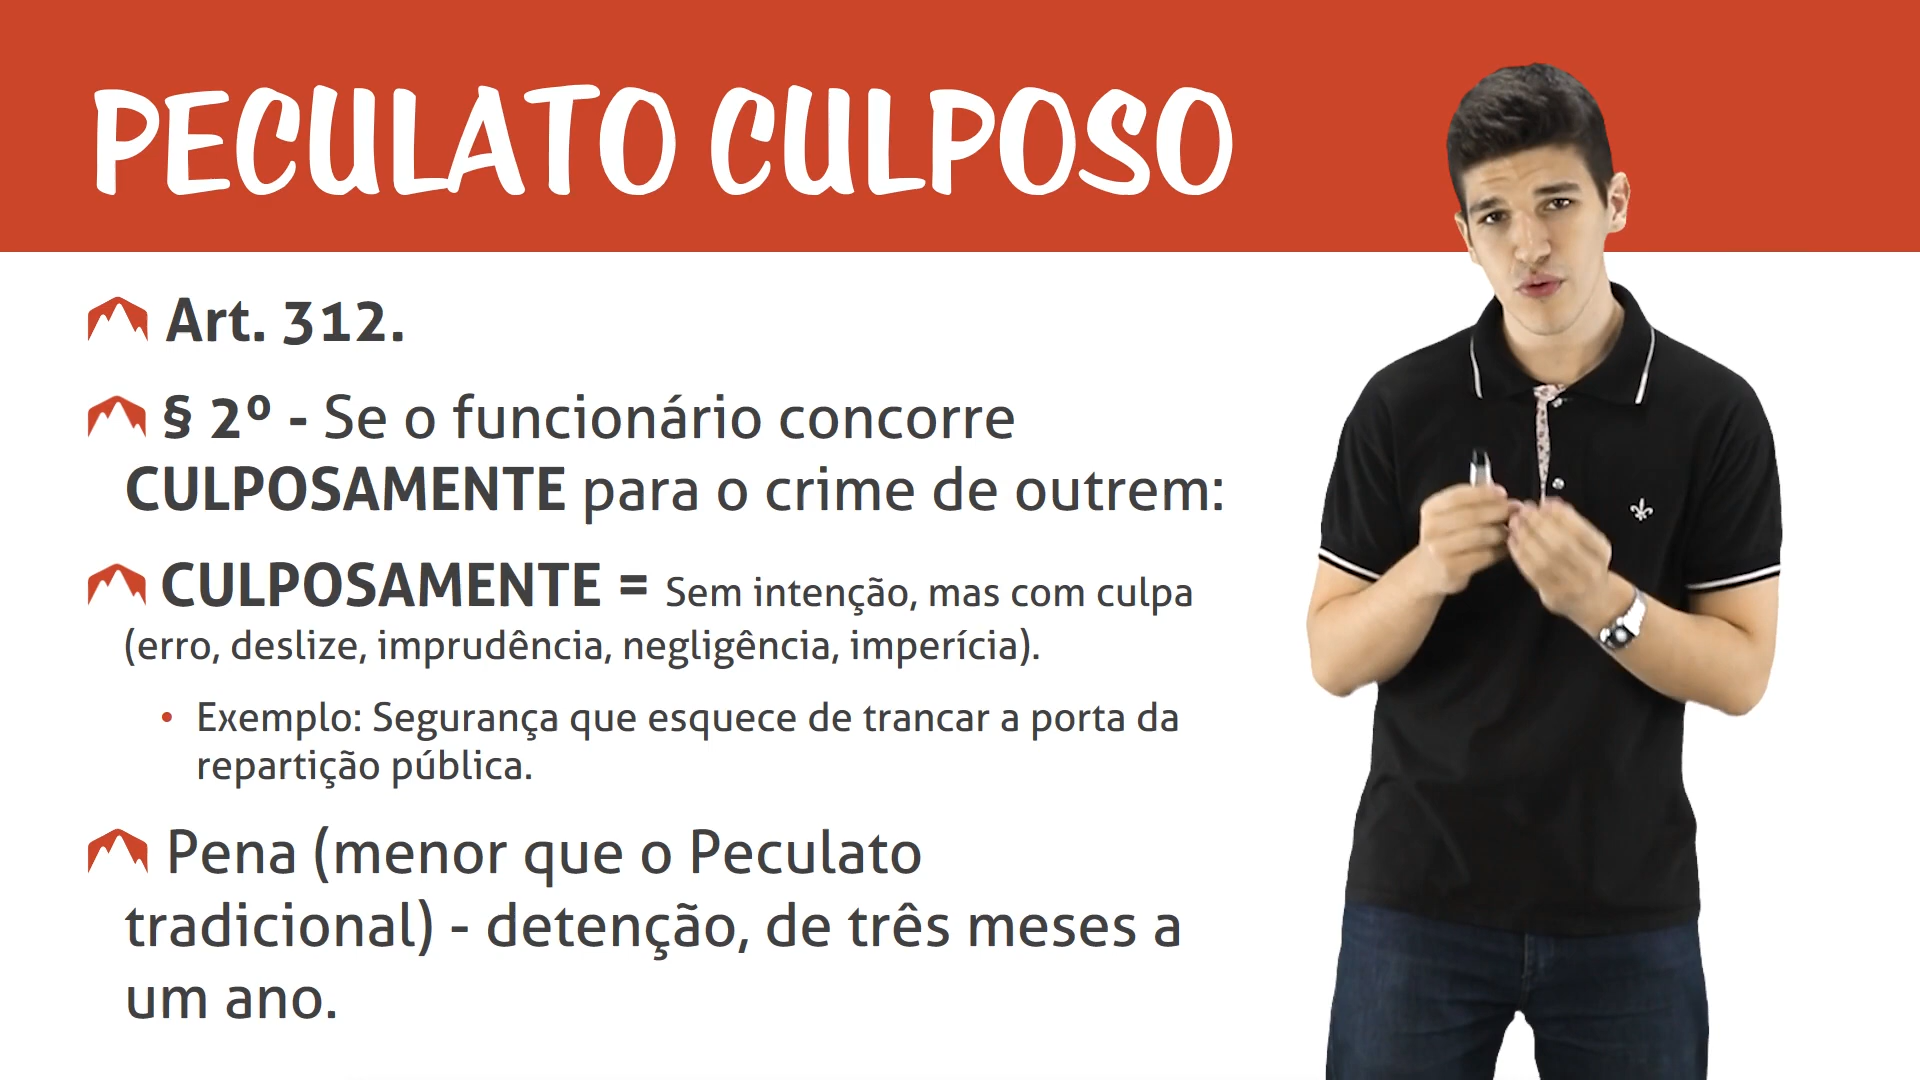 PECULATO CULPOSO
Art. 312.
§ 2º - Se o funcionário concorre
CULPOSAMENTE para o crime de outrem:
CULPOSAMENTE = Sem intenção, mas com culpa
(erro, deslize, imprudência, negligência, imperícia).
• Exemplo: Segurança que esquece de trancar a porta da
repartição pública.
Pena (menor que o Peculato
tradicional) - detenção, de três meses a
um ano.